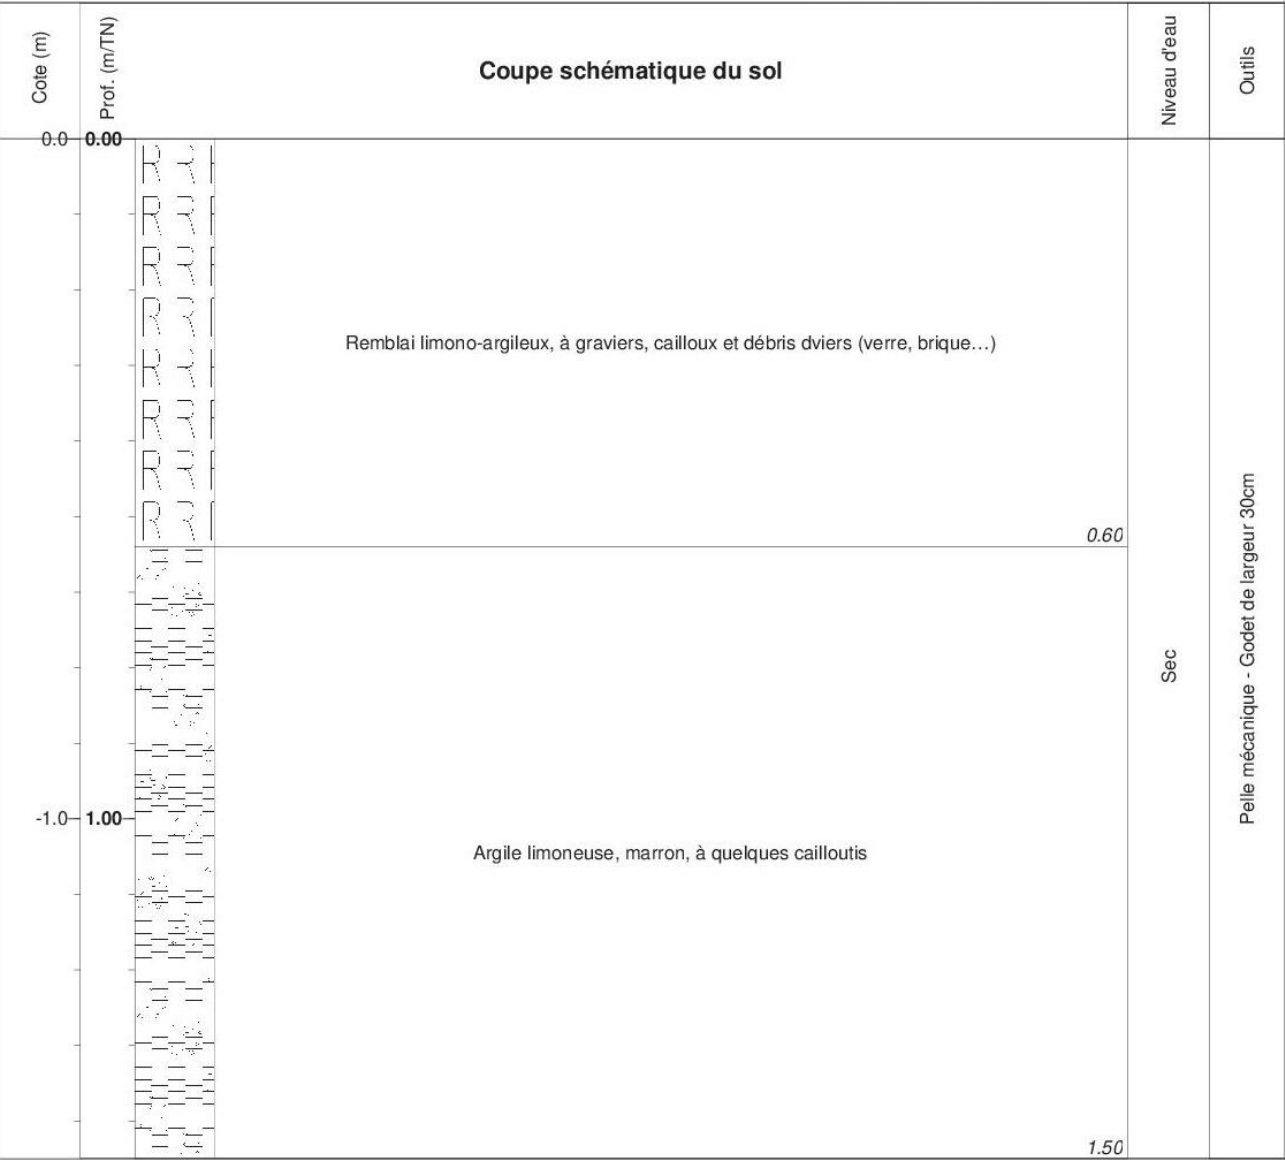 Cote (m)
Prof. (m/TN)
Coupe schématique du sol
Niveau d'eau
Outils
0.0
0.00
Remblai limono-argileux, à graviers, cailloux et débris dviers (verre, brique…)
0.60
Sec
Pelle mécanique - Godet de largeur 30cm
-1.0
1.00
Argile limoneuse, marron, à quelques cailloutis
1.50